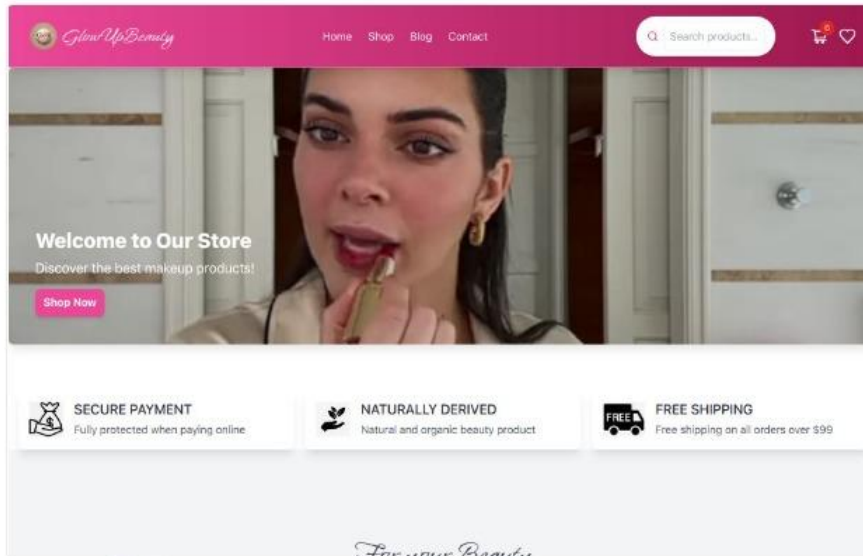 GlowUpBeauty
Home Shop Blog Contact
Search products...
0
Welcome to Our Store
Discover the best makeup products!
Shop Now
SECURE PAYMENT
Fully protected when paying online
NATURALLY DERIVED
Natural and organic beauty product
FREE
FREE SHIPPING
Free shipping on all orders over $99
For your Beauty